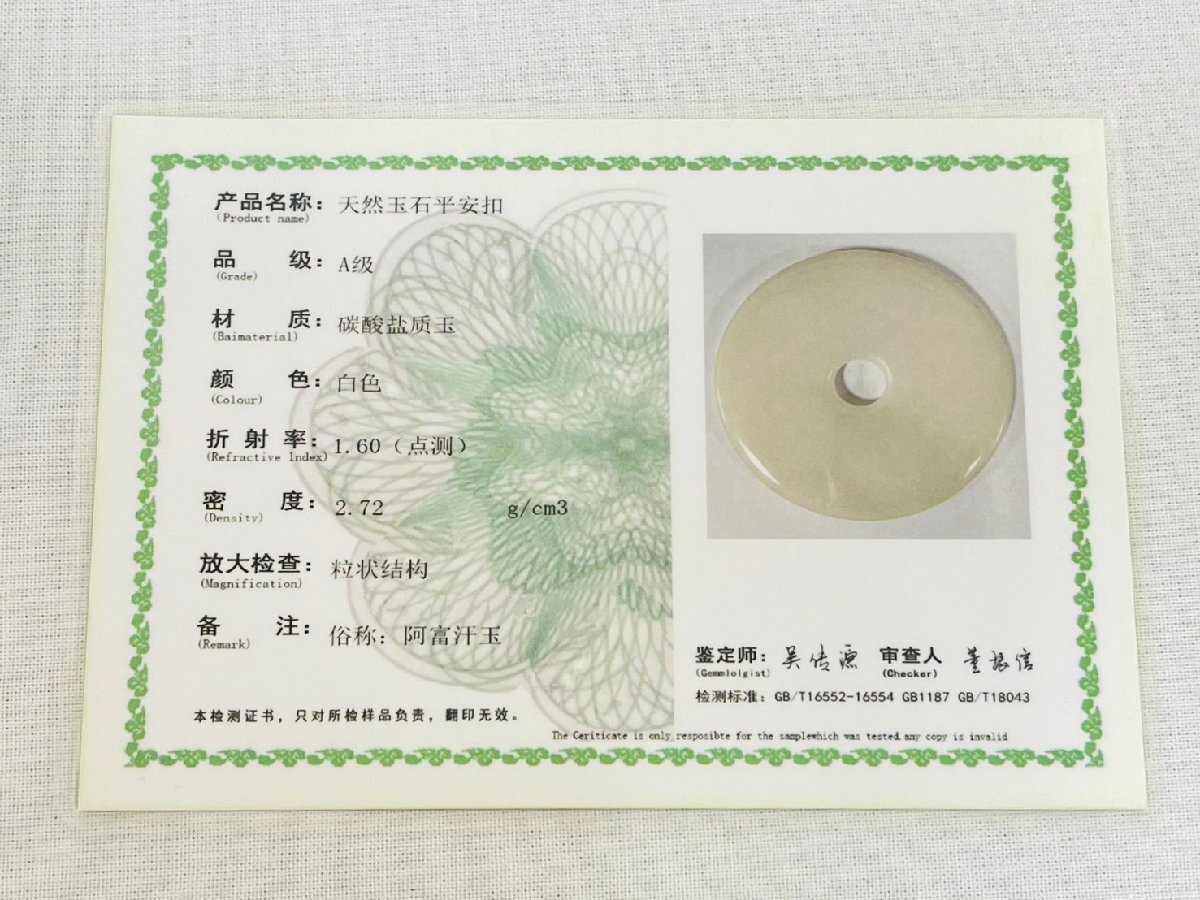 产品名称：天然玉石平安扣
(Product name)
品 级：A级
(Grade)
材 质：碳酸盐质玉
(Baimaterial)
颜 色：白色
(Colour)
折 射 率：1.60（点测）
(Refractive lndex)
密 度：2.72 g/cm3
(Density)
放大检查：粒状结构
(Magnification)
备 注：俗称：阿富汗玉
(Remark)
本检测证书，只对所检样品负责，翻印无效。
鉴定师： 审查人 董振信
(Gemmlolgist) (Checker)
检测标准：GB/T16552-16554 GB1187 GB/T18043
The Ceriticate is only resposibte for the samplewhich was tested.any copy is invalid